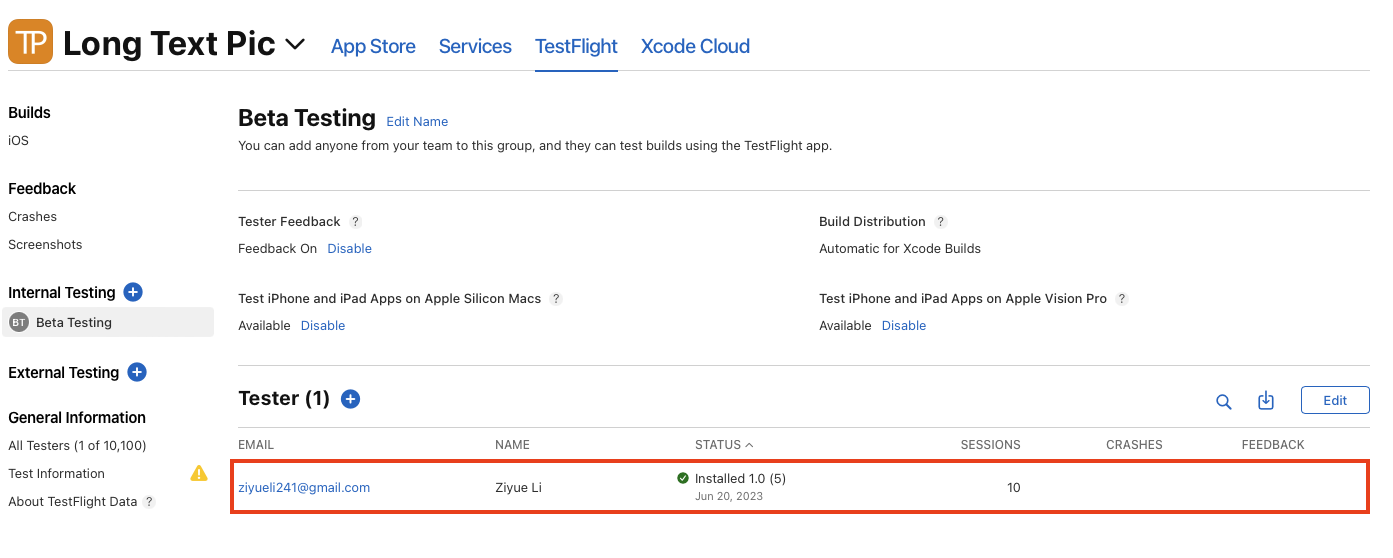 TP Long Text Pic App Store Services TestFlight Xcode Cloud
Builds
iOS
Feedback
Crashes
Screenshots
Internal Testing
BT Beta Testing
External Testing
General Information
All Testers (1 of 10,100)
Test Information
About TestFlight Data ?
Beta Testing Edit Name
You can add anyone from your team to this group, and they can test builds using the TestFlight app.
Tester Feedback ?
Feedback On Disable
Build Distribution ?
Automatic for Xcode Builds
Test iPhone and iPad Apps on Apple Silicon Macs ?
Available Disable
Test iPhone and iPad Apps on Apple Vision Pro ?
Available Disable
Tester (1)
Edit
EMAIL NAME STATUS SESSIONS CRASHES FEEDBACK
ziyueli241@gmail.com Ziyue Li Installed 1.0 (5) 10
Jun 20, 2023